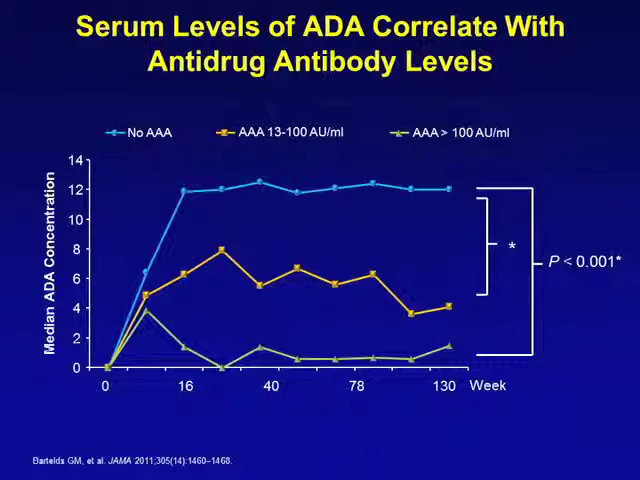 Serum Levels of ADA Correlate With
Antidrug Antibody Levels
No AAA
AAA 13-100 AU/ml
AAA > 100 AU/ml
Median ADA Concentration
14
12
10
8
6
4
2
0
0 16 40 78 130 Week
*
P < 0.001*
Bartelds GM, et al. JAMA 2011;305(14):1460–1468.